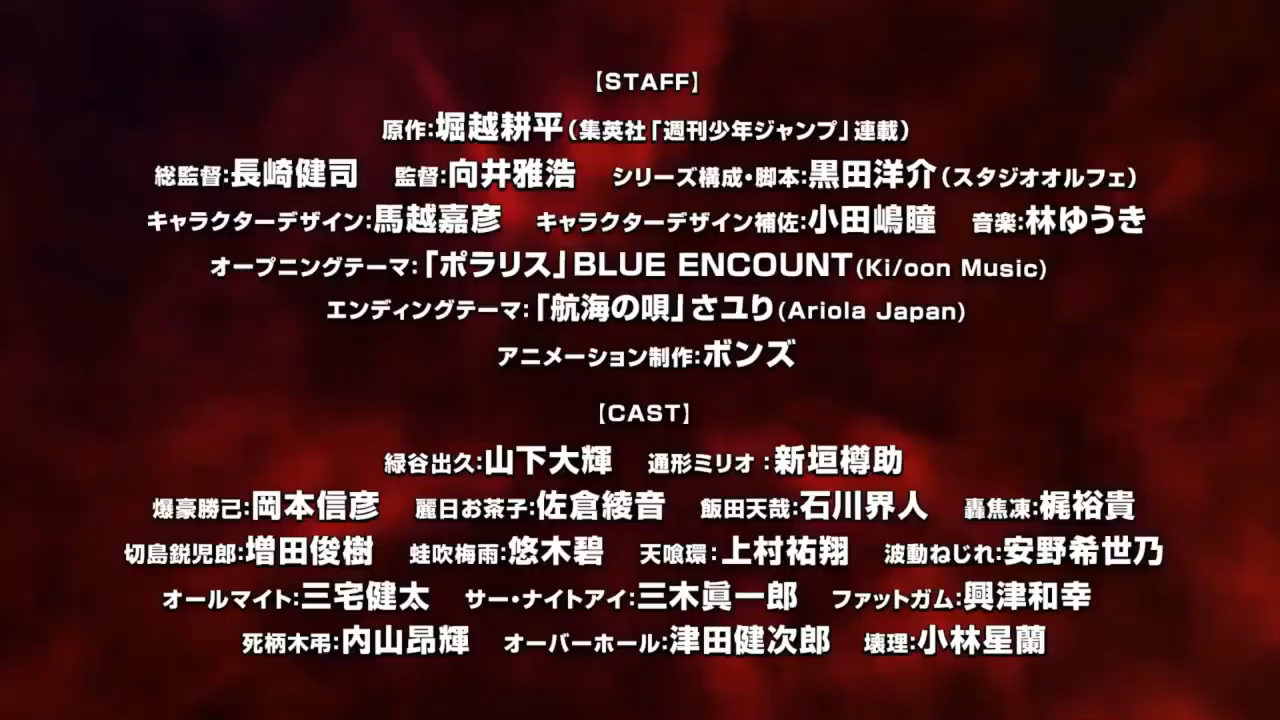 【STAFF】
原作:堀越耕平(集英社「週刊少年ジャンプ」連載)
総監督:長崎健司 監督:向井雅浩 シリーズ構成・脚本:黒田洋介(スタジオオルフェ)
キャラクターデザイン:馬越嘉彦 キャラクターデザイン補佐:小田嶋瞳 音楽:林ゆうき
オープニングテーマ:「ポラリス」BLUE ENCOUNT(Ki/oon Music)
エンディングテーマ:「航海の唄」さユり(Ariola Japan)
アニメーション制作:ボンズ
【CAST】
緑谷出久:山下大輝 通形ミリオ:新垣樽助
爆豪勝己:岡本信彦 麗日お茶子:佐倉綾音 飯田天哉:石川界人 轟焦凍:梶裕貴
切島鋭児郎:増田俊樹 蛙吹梅雨:悠木碧 天喰環:上村祐翔 波動ねじれ:安野希世乃
オールマイト:三宅健太 サー・ナイトアイ:三木眞一郎 ファットガム:興津和幸
死柄木弔:内山昂輝 オーバーホール:津田健次郎 壊理:小林星蘭